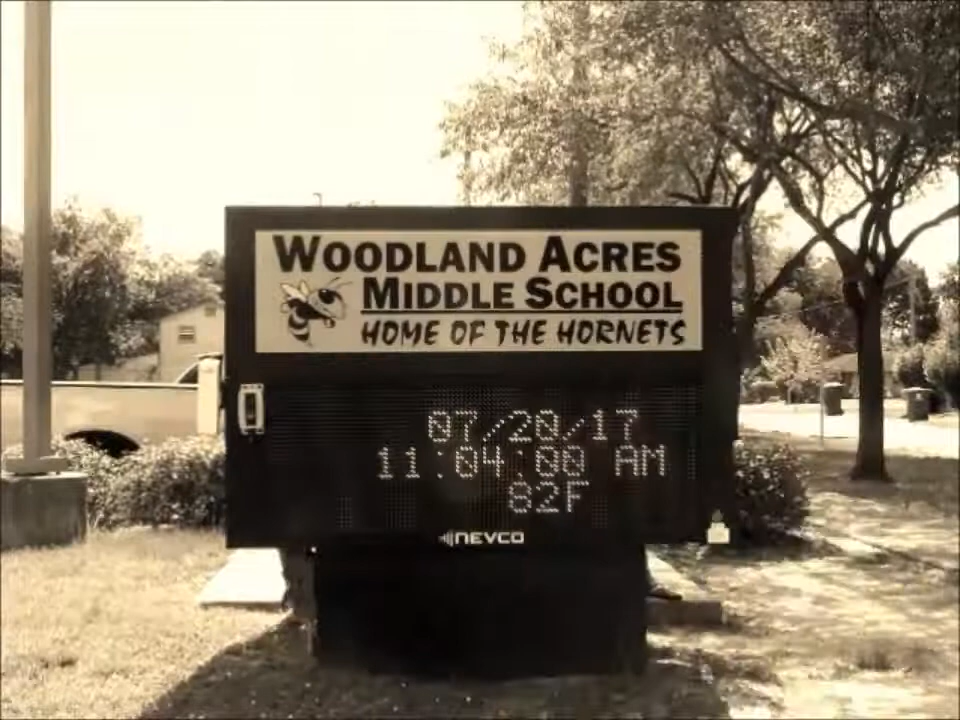 WOODLAND ACRES
MIDDLE SCHOOL
HOME OF THE HORNETS
07/20/17
11:04:00 AM
82F
NEVCO